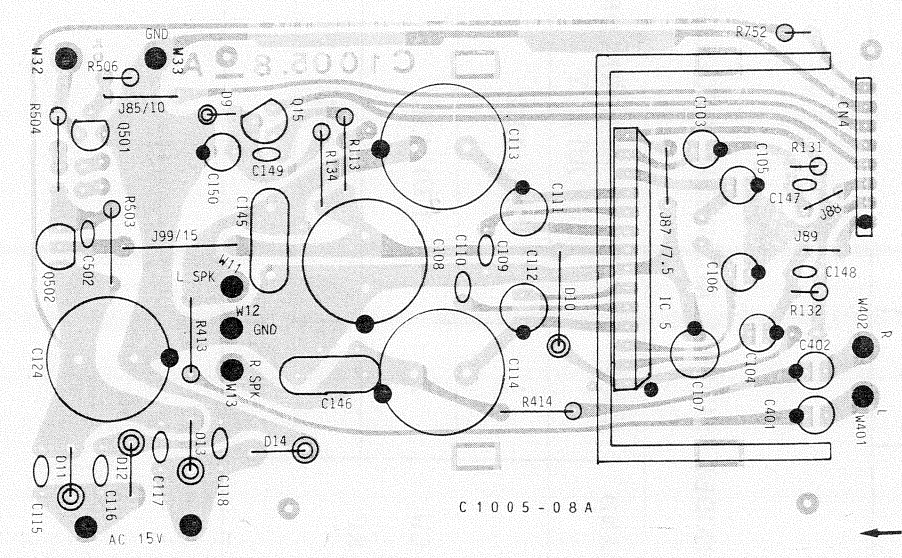 R752
GND
W32
W33
R506
C1005.8 A
J85/10
D9
Q15
R504
Q501
C150
C149
R134
R113
C113
C103
C105
CN4
R131
C147
J88
R503
C145
C111
J87/7.5
J89
J99/15
C502
Q502
W11
L SPK
C108
C110
C109
C112
D10
C106
C148
R132
W12
GND
IC 5
W402
R
C124
R413
R SPK
W13
C146
C114
R414
C107
C104
C402
C401
L
W401
D11
D12
D13
D14
C115
C116
C117
C118
AC 15V
C1005-08A